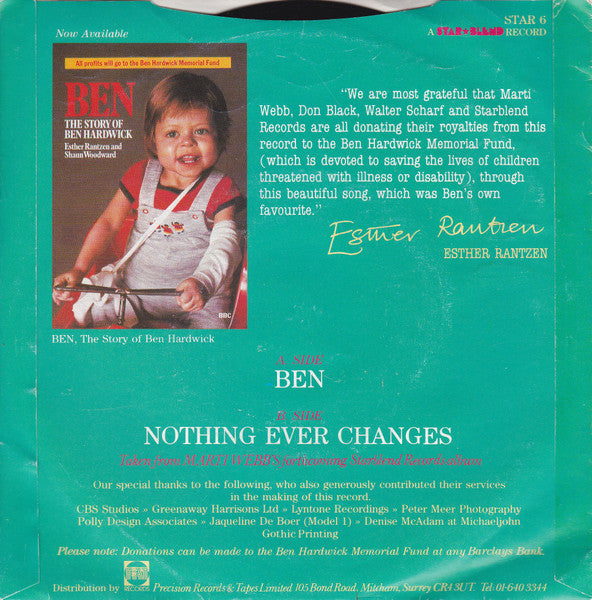 Now Available
STAR 6
A STAR★BLEND RECORD
All profits will go to the Ben Hardwick Memorial Fund
BEN
THE STORY OF
BEN HARDWICK
Esther Rantzen and
Shaun Woodward
BBC
BEN, The Story of Ben Hardwick
"We are most grateful that Marti
Webb, Don Black, Walter Scharf and Starblend
Records are all donating their royalties from this
record to the Ben Hardwick Memorial Fund,
(which is devoted to saving the lives of children
threatened with illness or disability), through
this beautiful song, which was Ben's own
favourite."
Esther Rantzen
ESTHER RANTZEN
A SIDE
BEN
B SIDE
NOTHING EVER CHANGES
Taken from MARTI WEBB'S forthcoming Starblend Records album
Our special thanks to the following, who also generously contributed their services
in the making of this record.
CBS Studios » Greenaway Harrisons Ltd » Lyntone Recordings » Peter Meer Photography
Polly Design Associates » Jaqueline De Boer (Model 1) » Denise McAdam at Michaeljohn
Gothic Printing
Please note: Donations can be made to the Ben Hardwick Memorial Fund at any Barclays Bank.
Distribution by
RECORDS
Precision Records & Tapes Limited 105 Bond Road, Mitcham, Surrey CR4 3UT. Tel: 01-640 3344